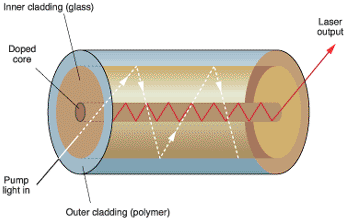 Inner cladding (glass)
Doped
core
Pump
light in
Outer cladding (polymer)
Laser
output